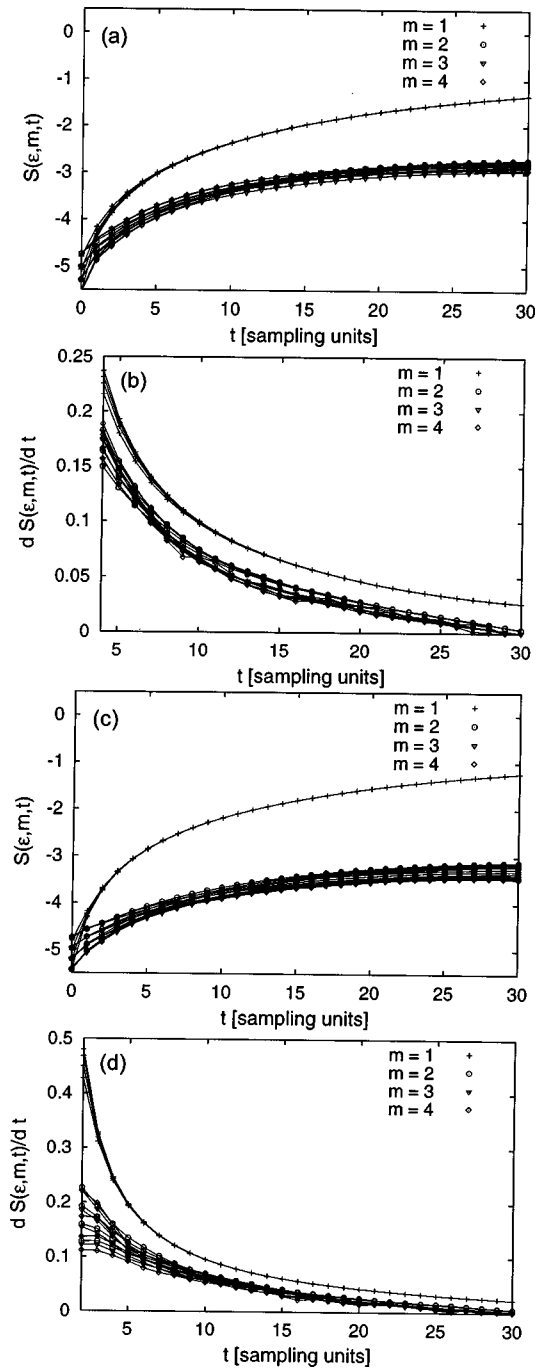 (a)
m = 1
m = 2
m = 3
m = 4
S(ε,m,t)
0
-1
-2
-3
-4
-5
0 5 10 15 20 25 30
t [sampling units]
(b)
m = 1
m = 2
m = 3
m = 4
d S(ε,m,t)/d t
0.25
0.2
0.15
0.1
0.05
0
5 10 15 20 25 30
t [sampling units]
(c)
m = 1
m = 2
m = 3
m = 4
S(ε,m,t)
0
-1
-2
-3
-4
-5
0 5 10 15 20 25 30
t [sampling units]
(d)
m = 1
m = 2
m = 3
m = 4
d S(ε,m,t)/d t
0.5
0.4
0.3
0.2
0.1
0
5 10 15 20 25 30
t [sampling units]